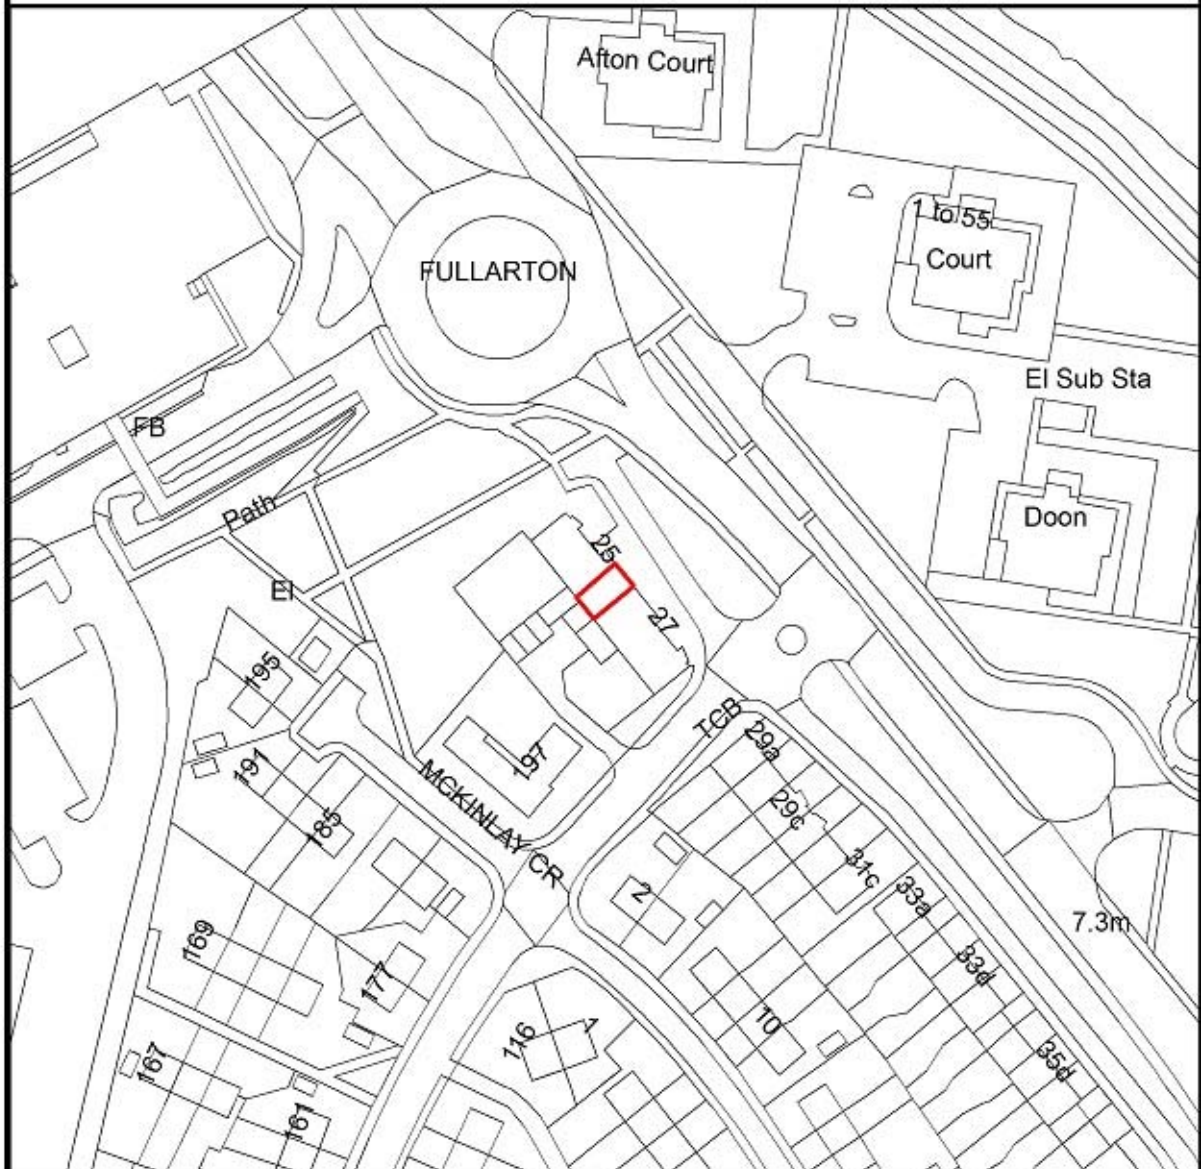 Afton Court
1 to 55
Court
FULLARTON
El Sub Sta
FB
Path
Doon
25
El
27
195
TCB
29a
197
191
MCKINLAY CR
29c
185
31c
2
33a
7.3m
169
33d
177
10
116
1
35d
167
161